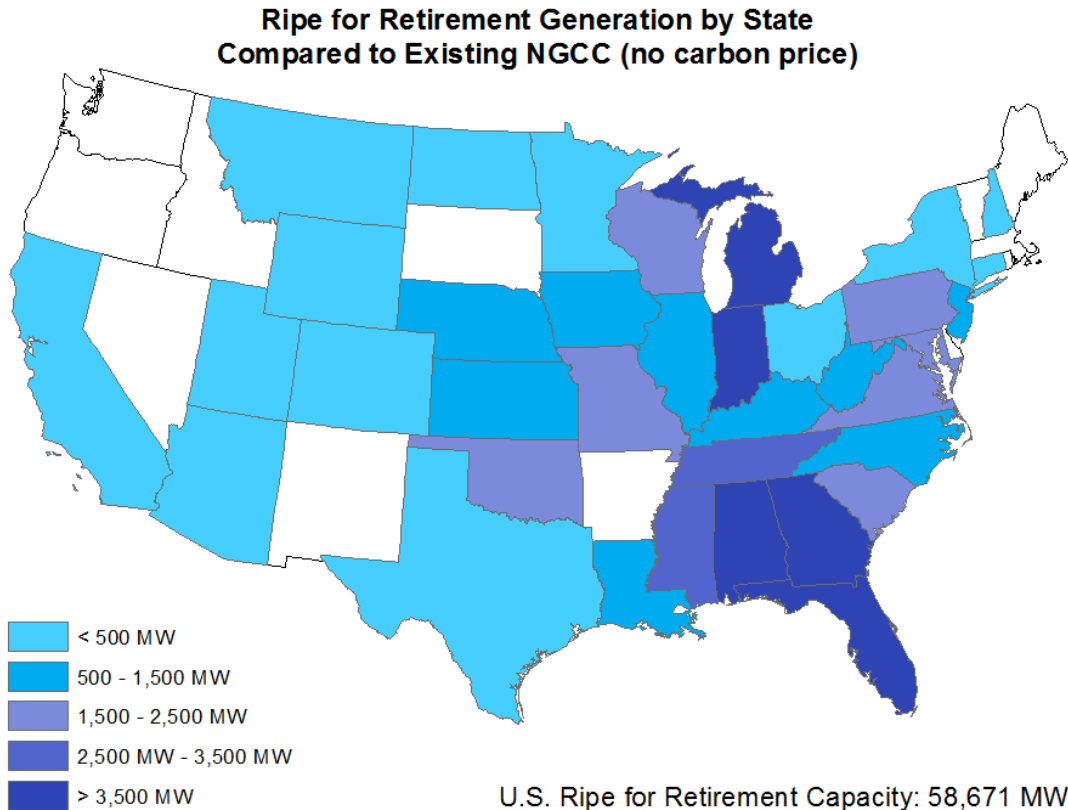 Ripe for Retirement Generation by State
Compared to Existing NGCC (no carbon price)
< 500 MW
500 - 1,500 MW
1,500 - 2,500 MW
2,500 MW - 3,500 MW
> 3,500 MW
U.S. Ripe for Retirement Capacity: 58,671 MW